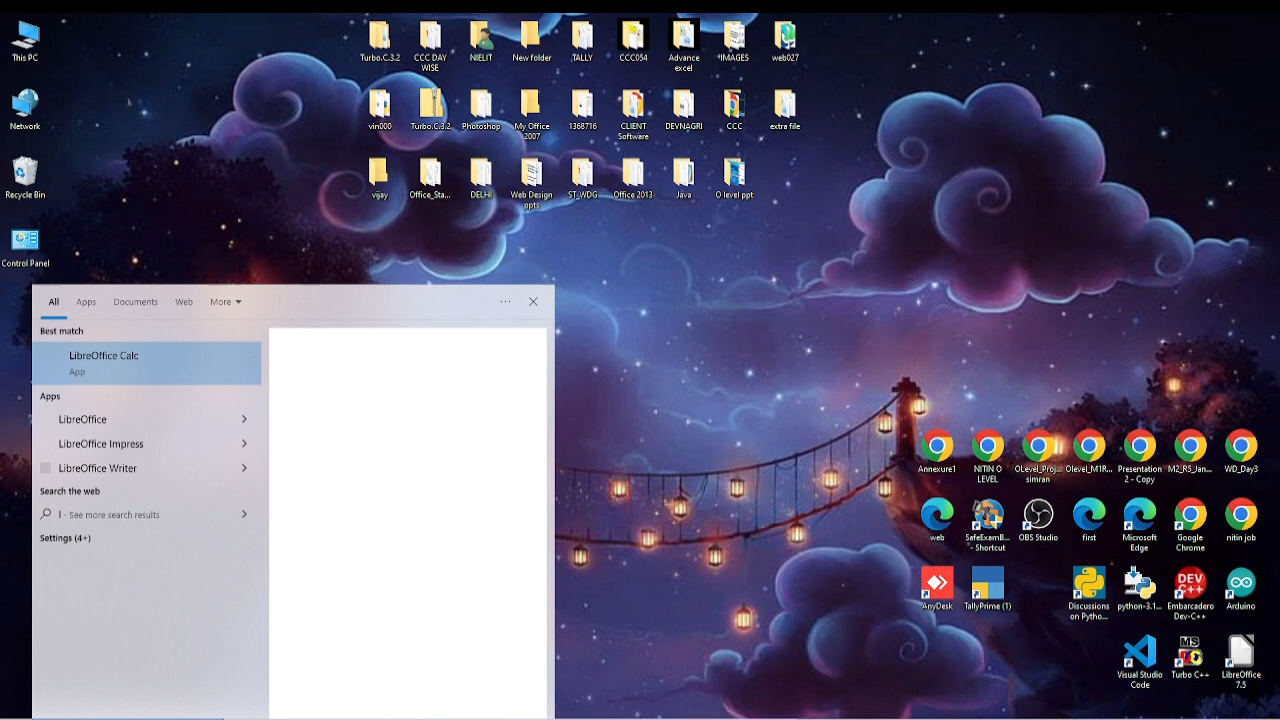 This PC
Network
Recycle Bin
Control Panel
Turbo.C.3.2
CCC DAY
WISE
NIELIT
New folder
TALLY
CCC054
Advance
excel
*IMAGES
web027
vin000
Turbo.C.3.2
Photoshop
My Office
2007
1368716
CLIENT
Software
DEVNAGRI
CCC
extra file
vijay
Office_Sta...
DELHI
Web Design
ppts
ST_WDG
Office 2013
Java
O level ppt
All Apps Documents Web More ···
Best match
LibreOffice Calc
App
Apps
LibreOffice
LibreOffice Impress
LibreOffice Writer
Search the web
l - See more search results
Settings (4+)
Annexure1
NITIN O
LEVEL
OLevel_Proj...
simran
Olevel_M1R...
Presentation
2 - Copy
M2_R5_Jan...
WD_Day3
web
SafeExamB...
- Shortcut
OBS Studio
first
Microsoft
Edge
Google
Chrome
nitin job
AnyDesk
TallyPrime (1)
Discussions
on Pytho...
python-3.1...
DEV
C++
Embarcadero
Dev-C++
Arduino
Visual Studio
Code
MS
Turbo C++
LibreOffice
7.5